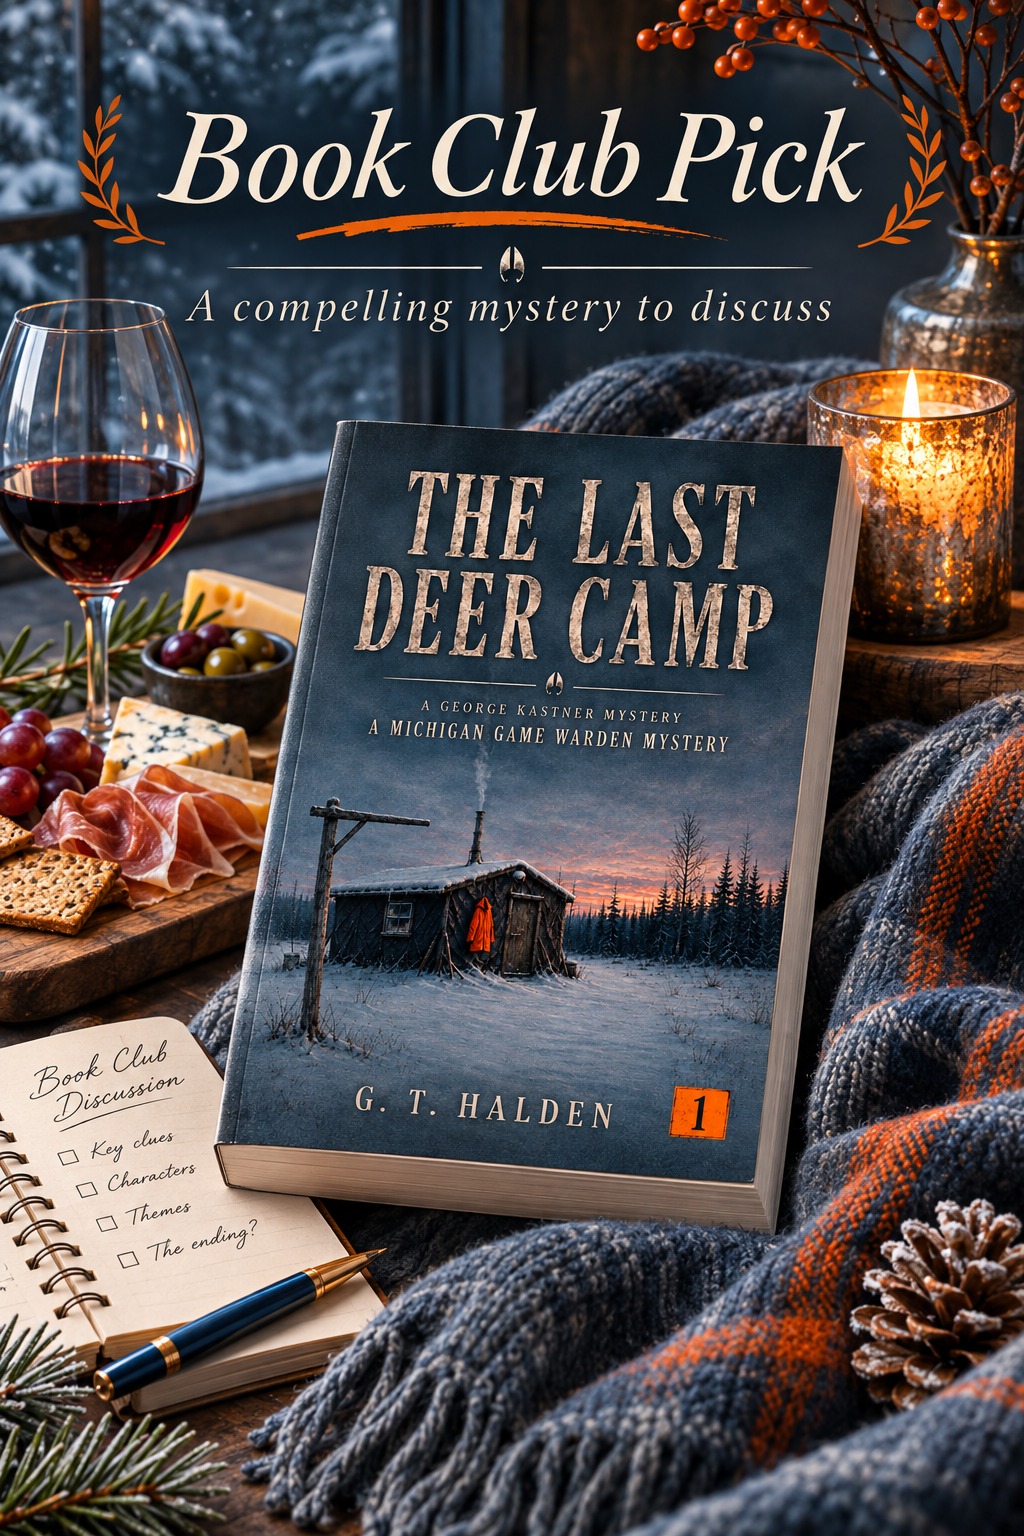 Book Club Pick
A compelling mystery to discuss
THE LAST
DEER CAMP
A GEORGE KASTNER MYSTERY
A MICHIGAN GAME WARDEN MYSTERY
G. T. HALDEN
1
Book Club
Discussion
Key clues
Characters
Themes
The ending?